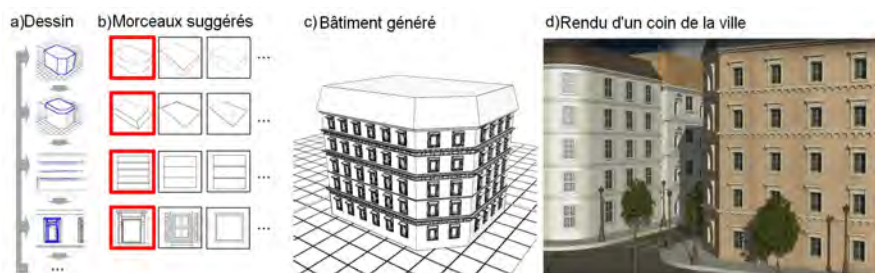 a)Dessin
b)Morceaux suggérés
c) Bâtiment généré
d)Rendu d'un coin de la ville
...
...
...
...
...